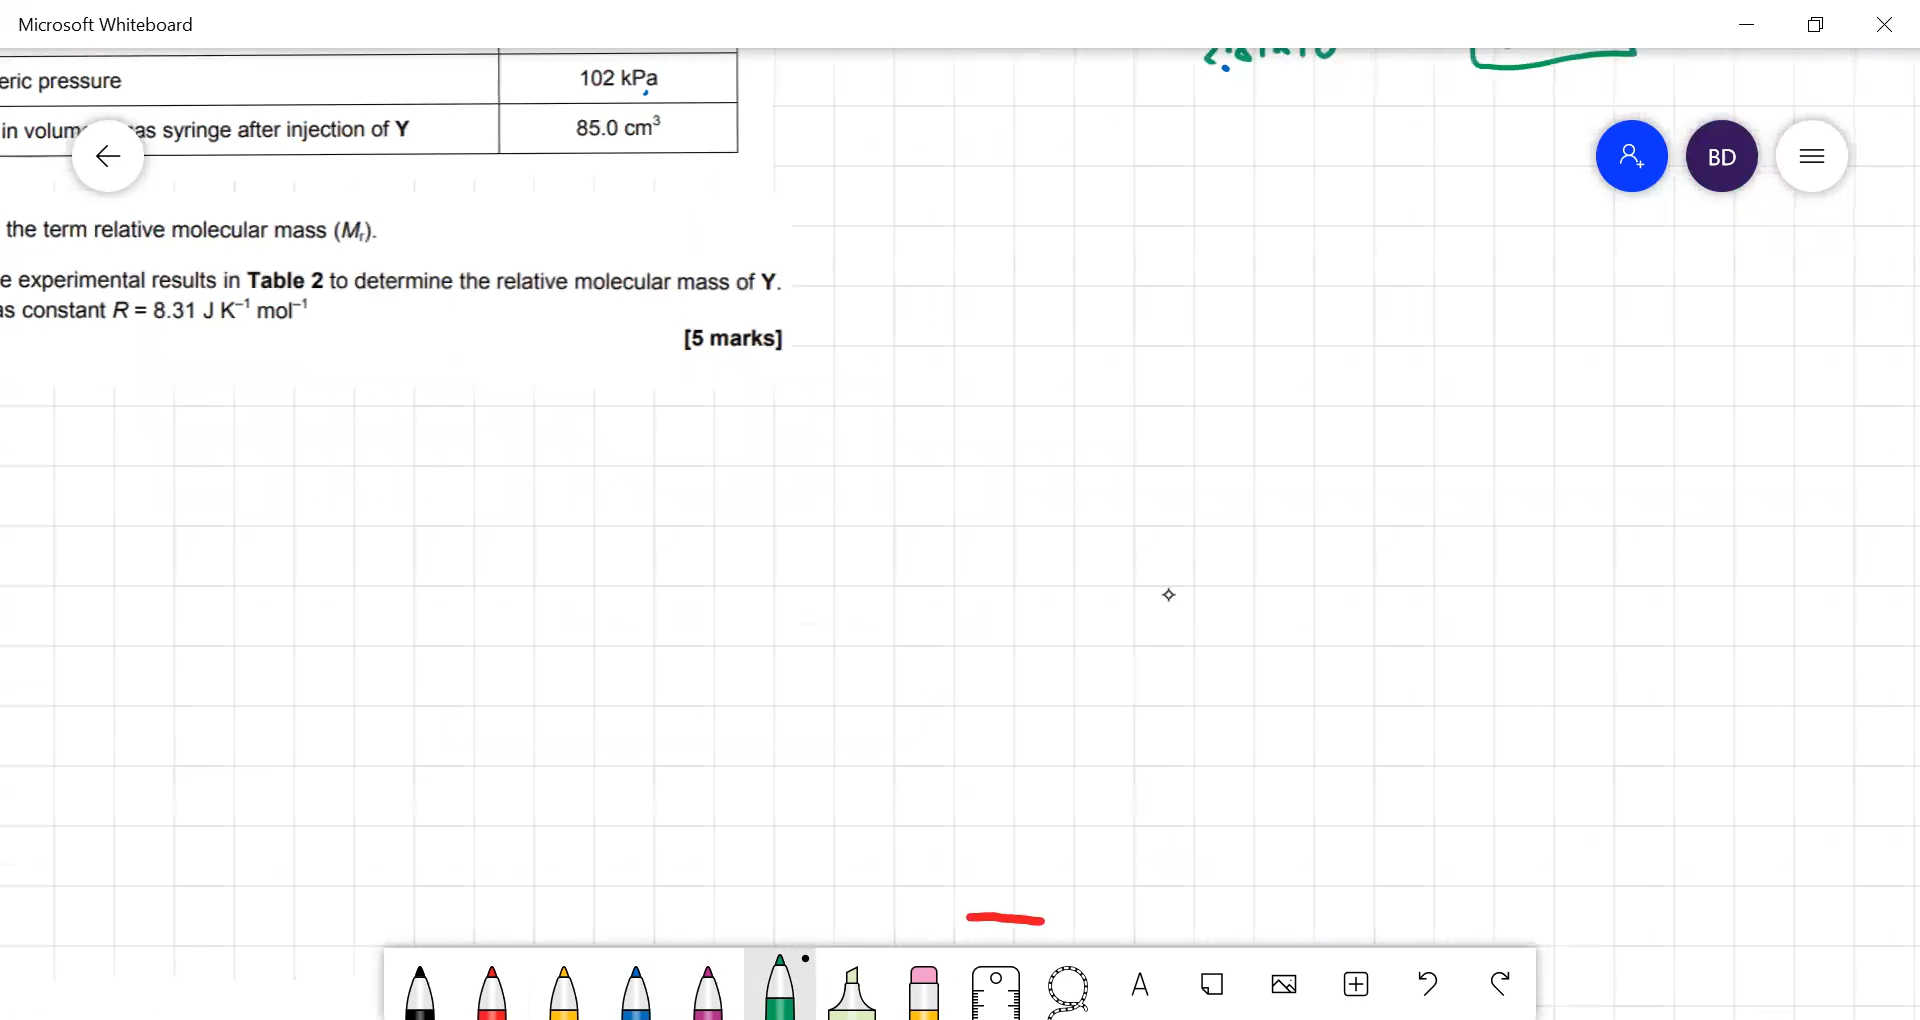 Microsoft Whiteboard
eric pressure 102 kPa
in volum as syringe after injection of Y 85.0 cm³
BD
the term relative molecular mass (Mᵣ).
e experimental results in Table 2 to determine the relative molecular mass of Y.
as constant R = 8.31 J K⁻¹ mol⁻¹
[5 marks]
A